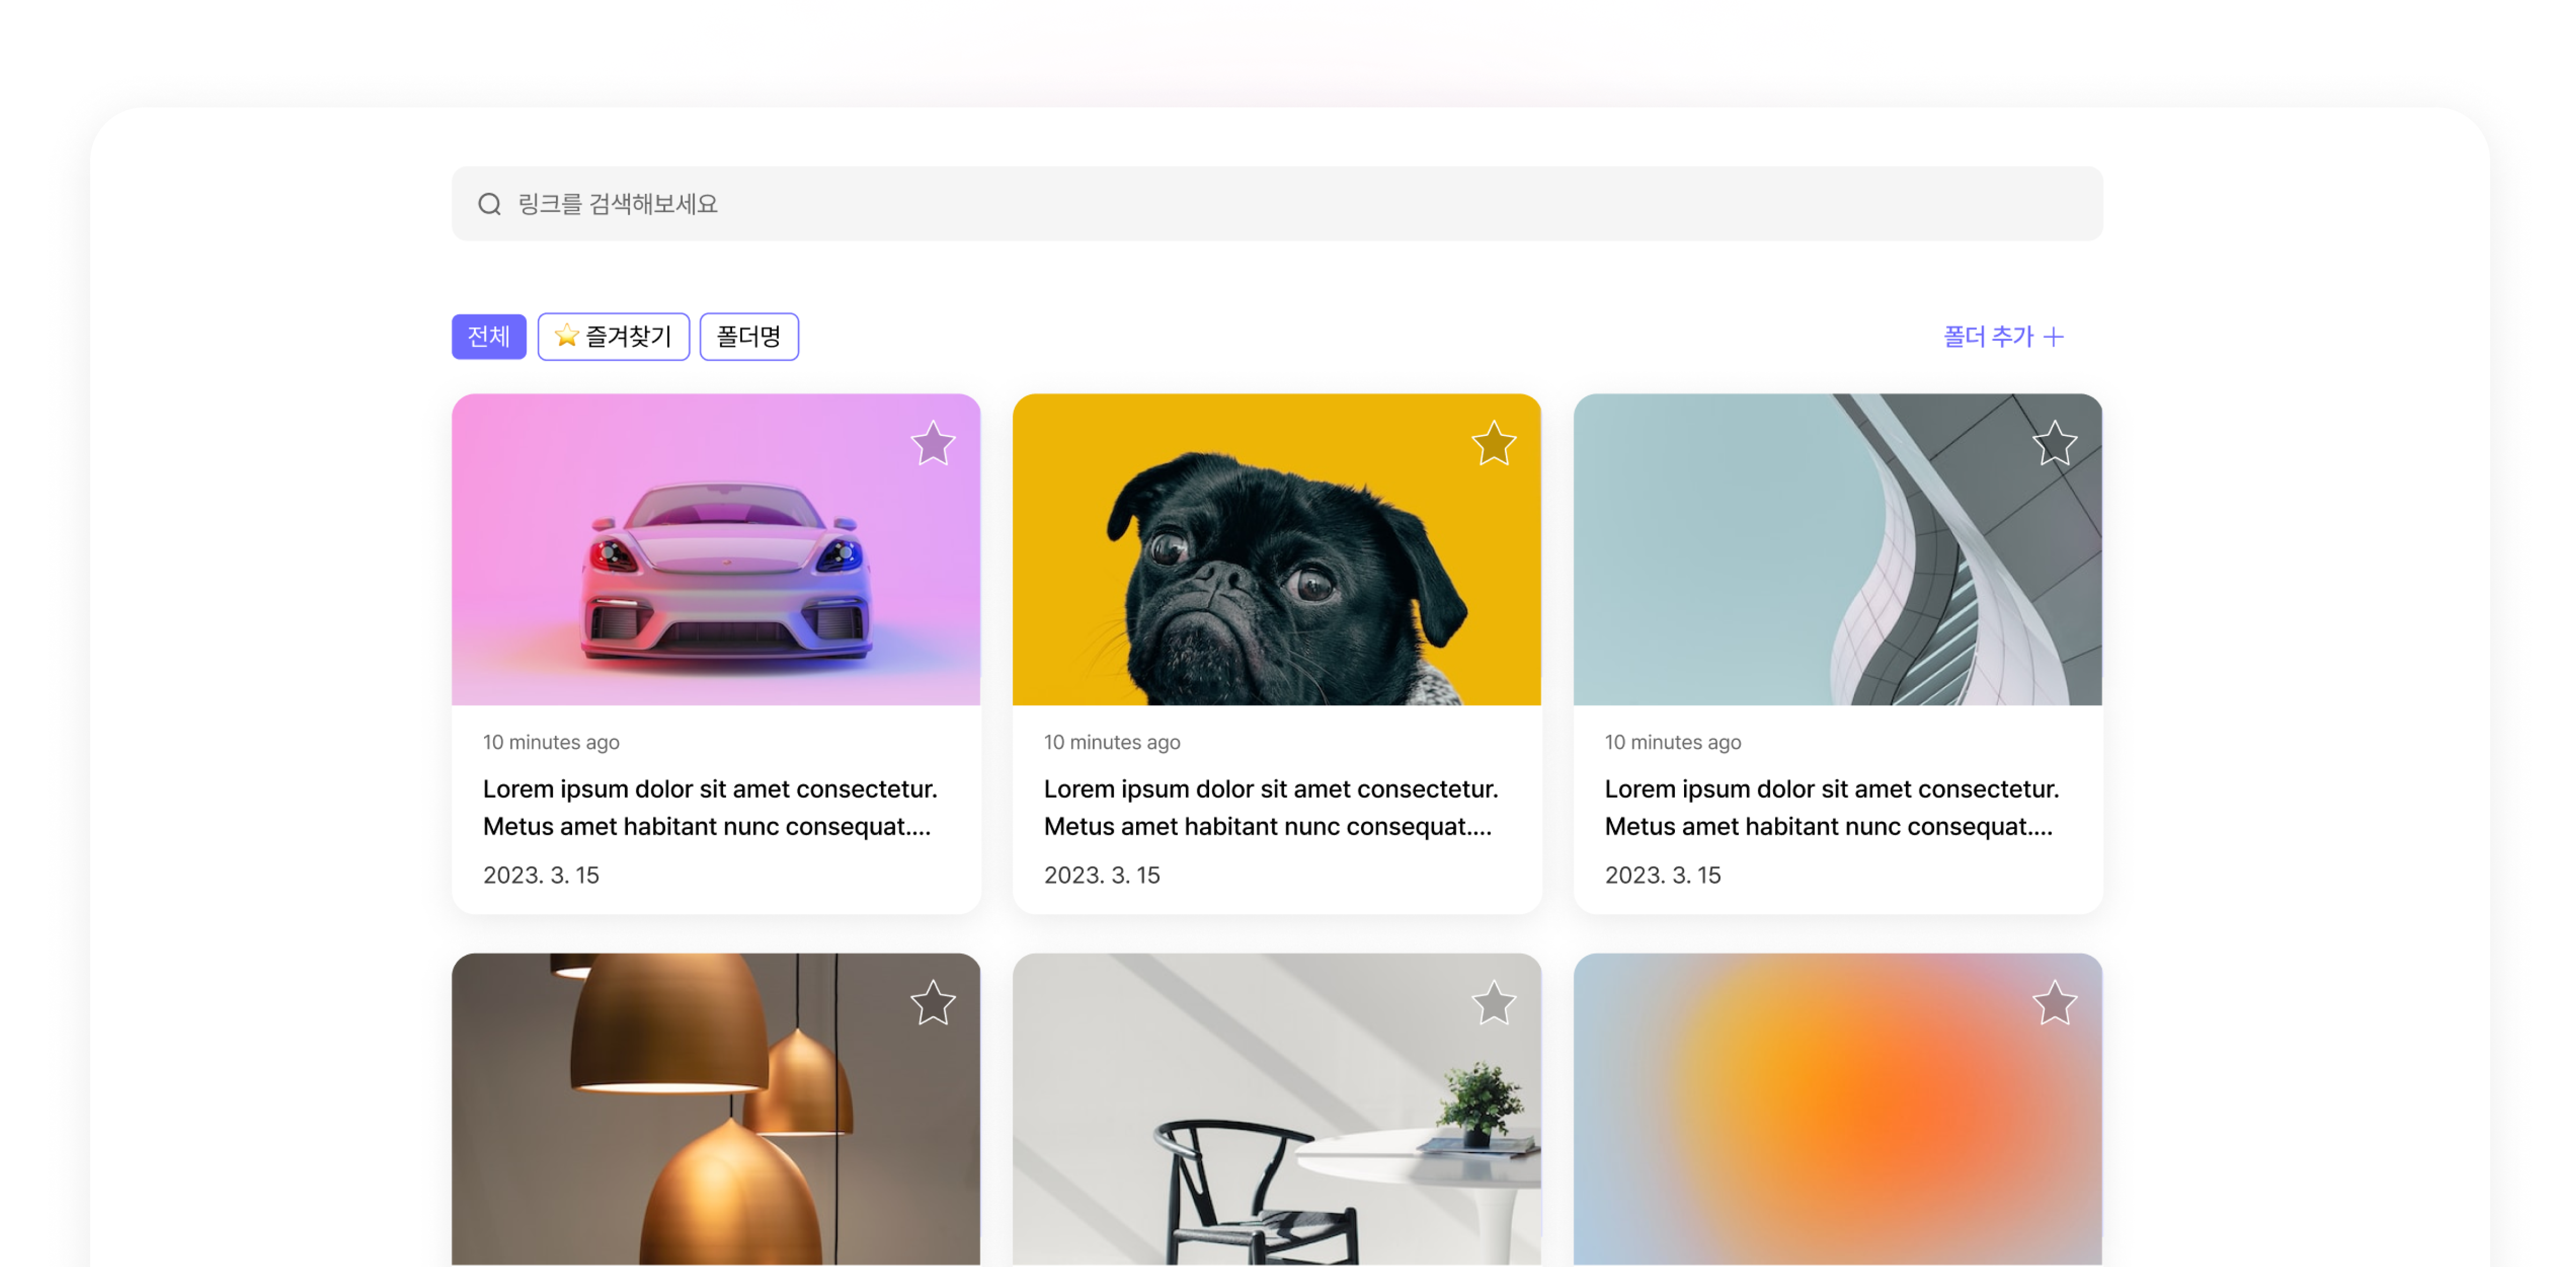 링크를 검색해보세요
전체
⭐ 즐겨찾기
폴더명
폴더 추가 +
10 minutes ago
Lorem ipsum dolor sit amet consectetur.
Metus amet habitant nunc consequat....
2023. 3. 15
10 minutes ago
Lorem ipsum dolor sit amet consectetur.
Metus amet habitant nunc consequat....
2023. 3. 15
10 minutes ago
Lorem ipsum dolor sit amet consectetur.
Metus amet habitant nunc consequat....
2023. 3. 15